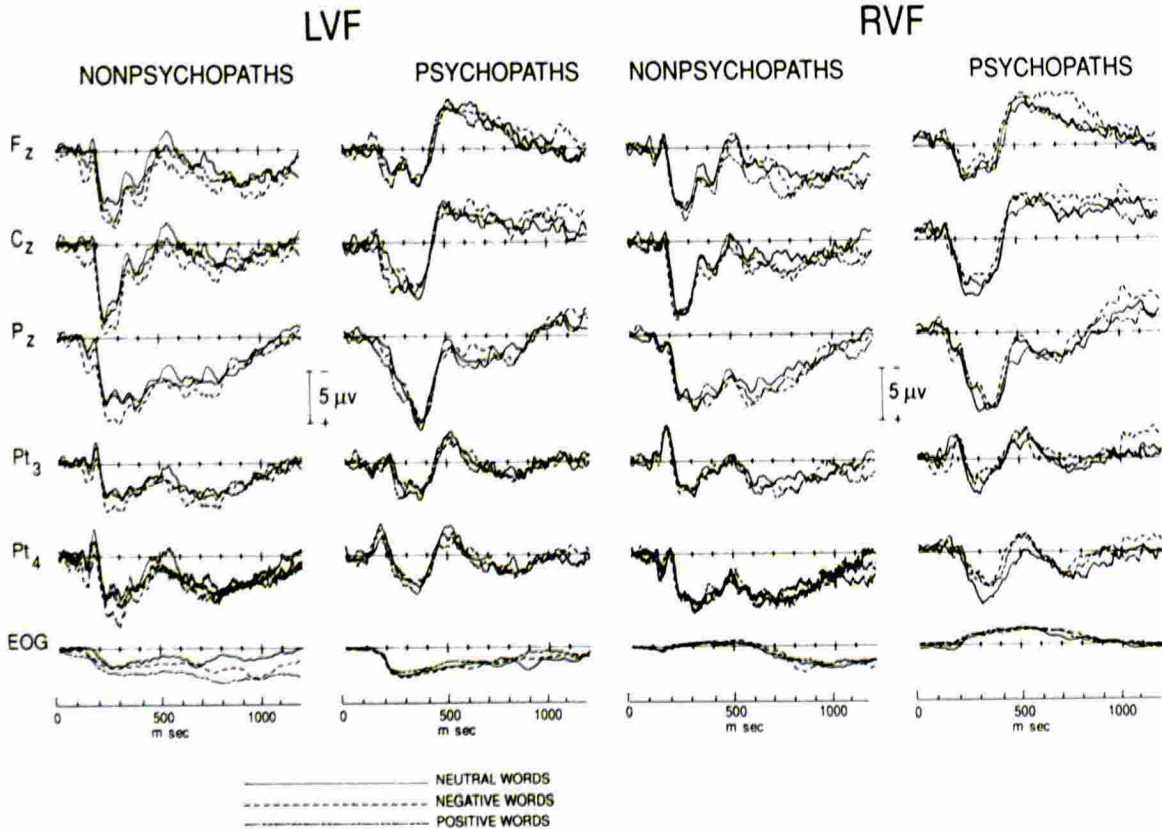 LVF RVF
NONPSYCHOPATHS PSYCHOPATHS NONPSYCHOPATHS PSYCHOPATHS
Fz
Cz
Pz
5 μv 5 μv
+ +
Pt3
Pt4
EOG
0 500 1000 0 500 1000 0 500 1000 0 500 1000
m sec m sec m sec m sec
NEUTRAL WORDS
NEGATIVE WORDS
POSITIVE WORDS